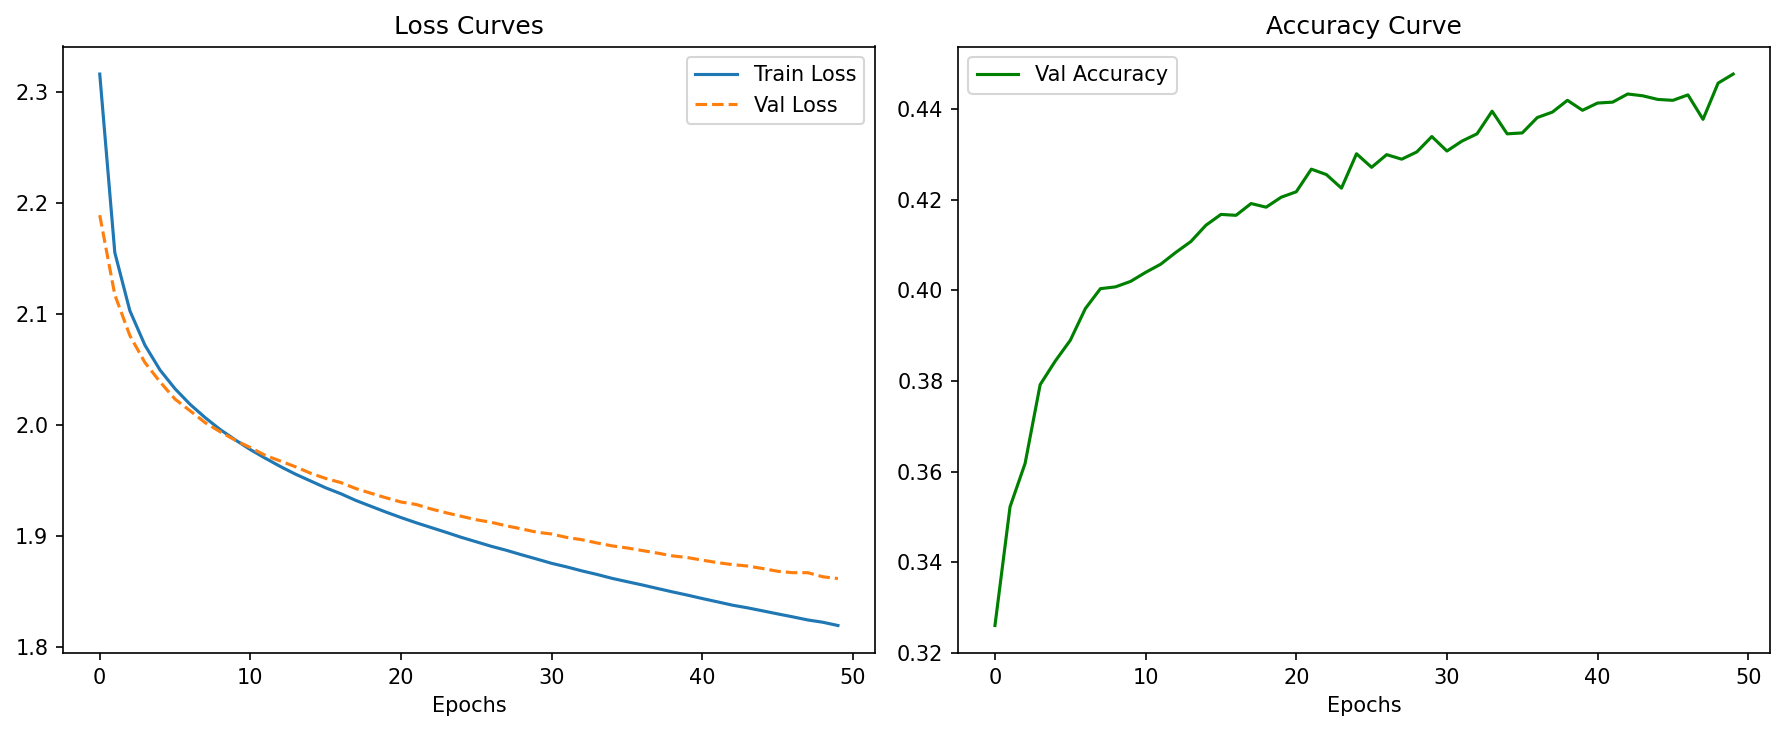 Loss Curves
Train Loss
Val Loss
2.3
2.2
2.1
2.0
1.9
1.8
0 10 20 30 40 50
Epochs
Accuracy Curve
Val Accuracy
0.44
0.42
0.40
0.38
0.36
0.34
0.32
0 10 20 30 40 50
Epochs